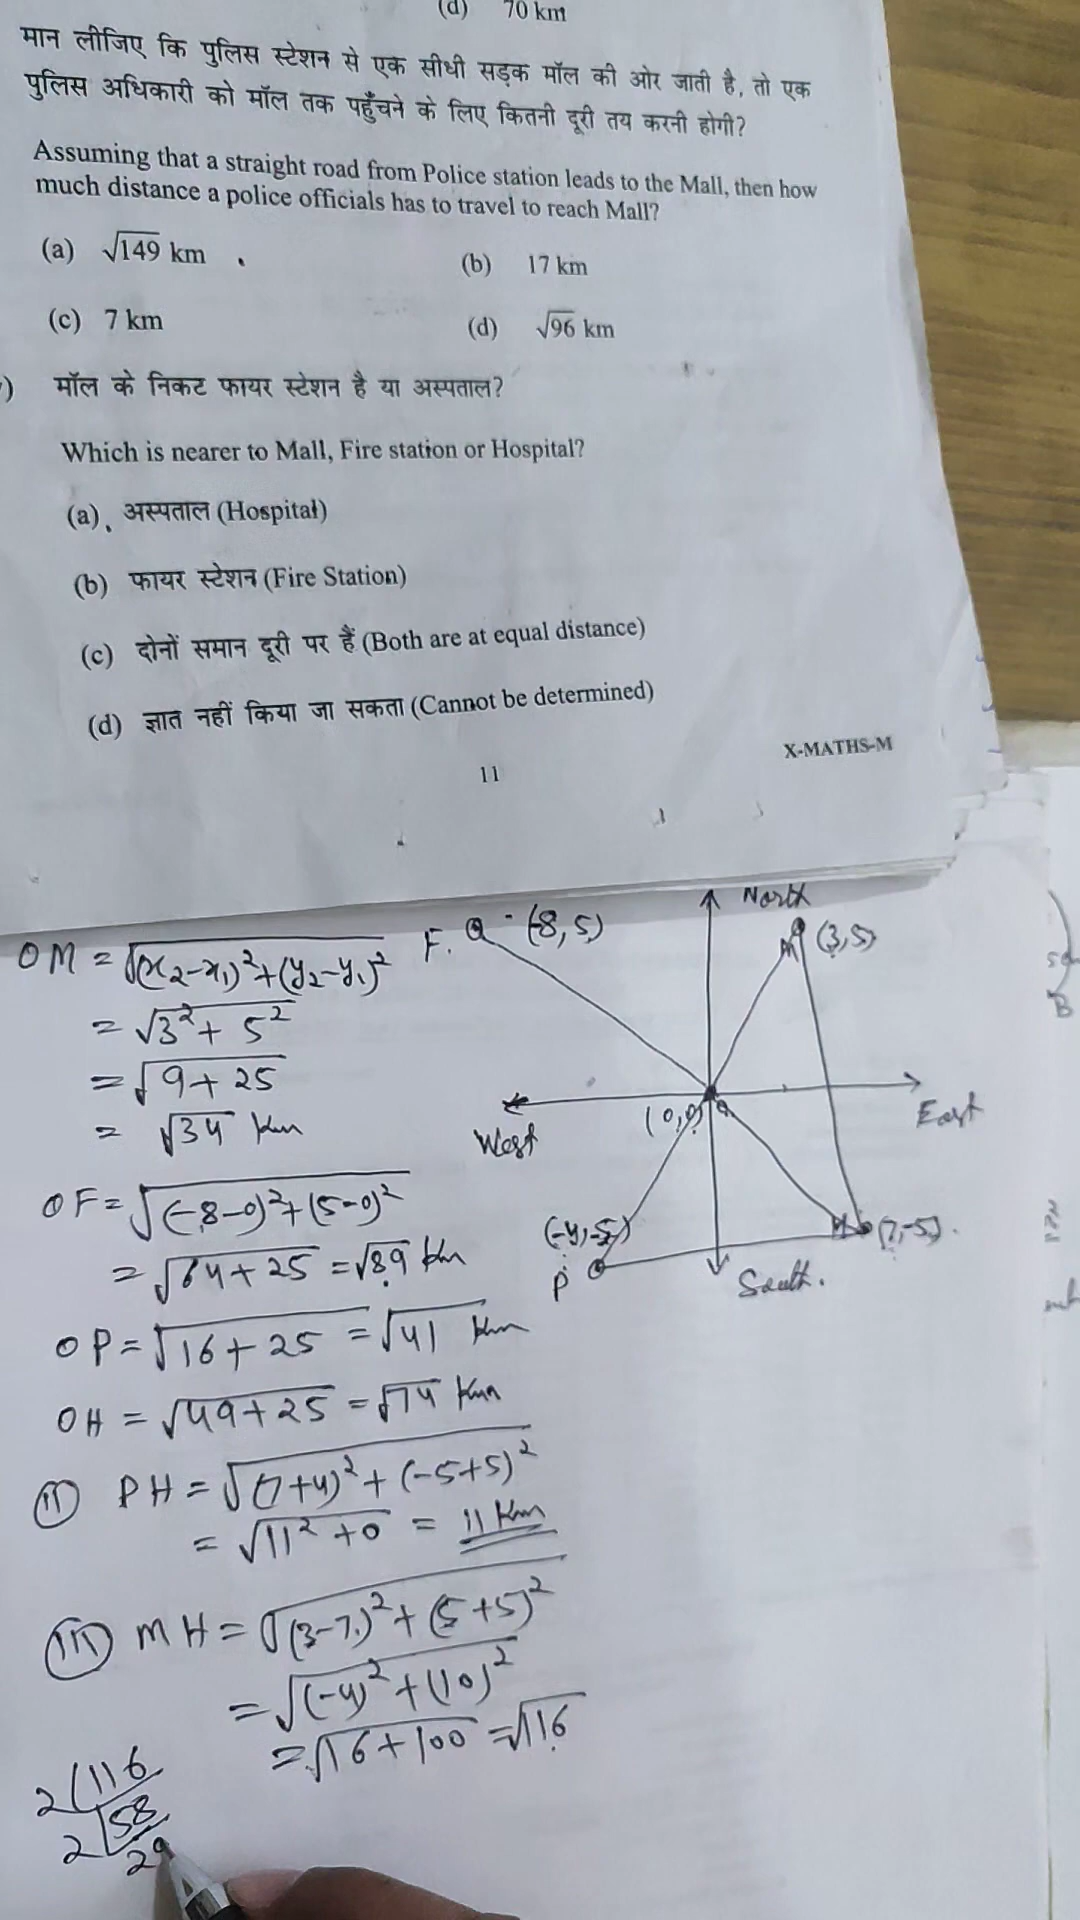 (d) 70 km
मान लीजिए कि पुलिस स्टेशन से एक सीधी सड़क मॉल की ओर जाती है, तो एक
पुलिस अधिकारी को मॉल तक पहुँचने के लिए कितनी दूरी तय करनी होगी?
Assuming that a straight road from Police station leads to the Mall, then how
much distance a police officials has to travel to reach Mall?
(a) √149 km
(b) 17 km
(c) 7 km
(d) √96 km
) मॉल के निकट फायर स्टेशन है या अस्पताल?
Which is nearer to Mall, Fire station or Hospital?
(a) अस्पताल (Hospital)
(b) फायर स्टेशन (Fire Station)
(c) दोनों समान दूरी पर हैं (Both are at equal distance)
(d) ज्ञात नहीं किया जा सकता (Cannot be determined)
X-MATHS-M
11
North
F. (-8, 5)
M (3, 5)
(0, 0)
East
West
(-4, -5)
P
H (7, -5).
South.
OM = √(x₂-x₁)²+(y₂-y₁)²
= √3²+ 5²
= √9+ 25
= √34 km
OF = √(-8-0)²+(5-0)²
= √64+25 = √89 km
OP = √16+25 = √41 km
OH = √49+25 = √74 km
(ii) PH = √(7+4)²+(-5+5)²
= √11²+0 = 11 km
(iii) MH = √(3-7)²+(5+5)²
= √(-4)²+(10)²
= √16+100 = √116
2 116
2 58
29